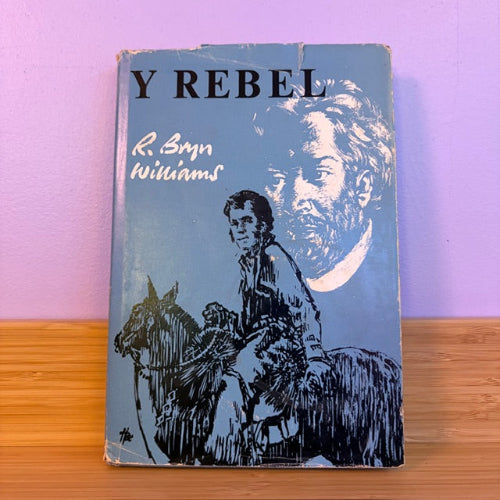 Y REBEL
R. Bryn
Williams